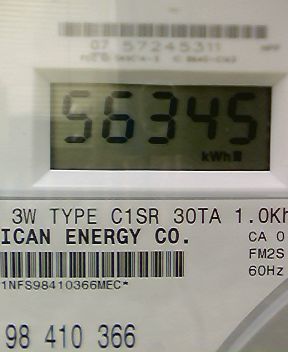 07 57245311
56345
kWh
3W TYPE C1SR 30TA 1.0Kh
ICAN ENERGY CO.
CA 0
FM2S
60Hz
1NFS98410366MEC*
98 410 366